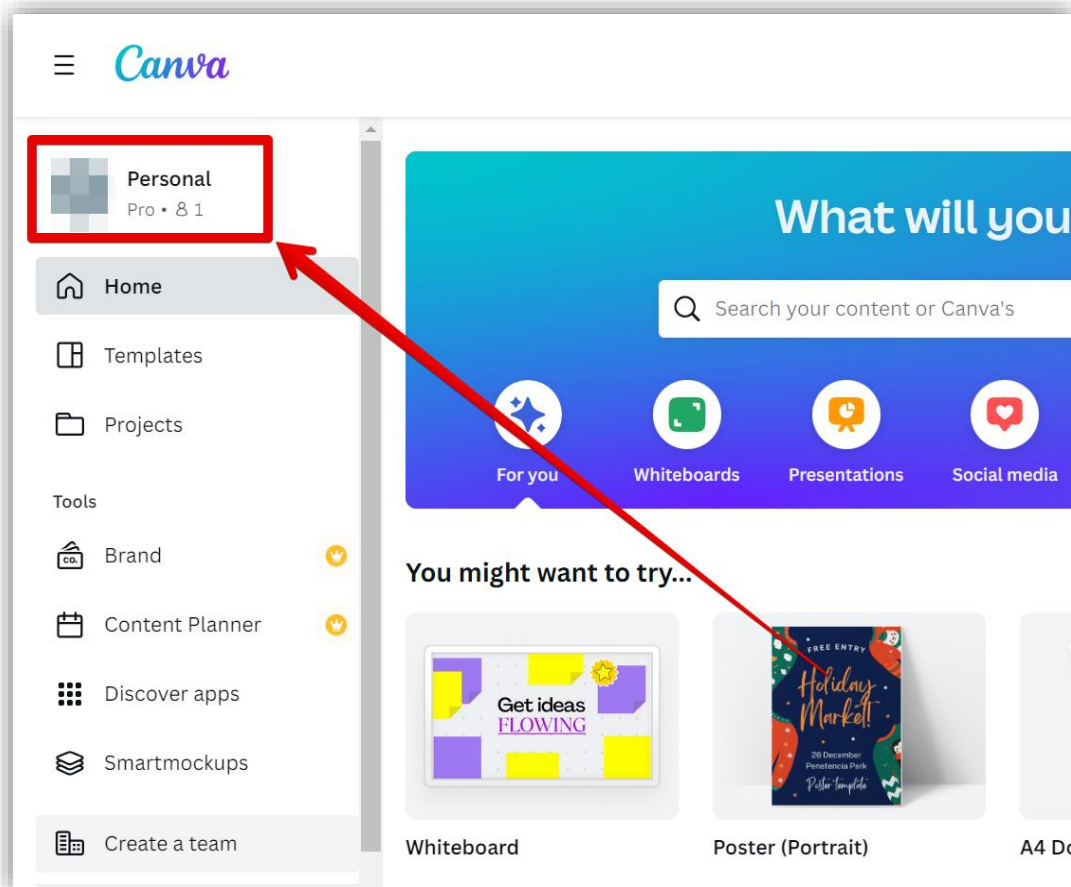 Canva
Personal
Pro • 1
Home
Templates
Projects
Tools
CO.
Brand
Content Planner
Discover apps
Smartmockups
Create a team
What will you
Search your content or Canva's
For you
Whiteboards
Presentations
Social media
You might want to try...
Get ideas
FLOWING
FREE ENTRY
Holiday
Market!
26 December
Penetencia Park
Poster template
Whiteboard
Poster (Portrait)
A4 Do